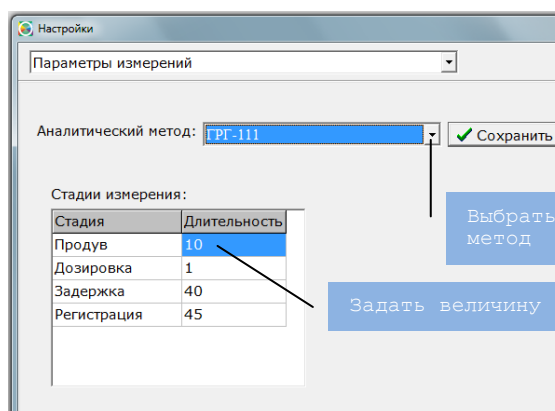 Настройки
Параметры измерений
Аналитический метод: ГРГ-111 Сохранить
Выбрать
метод
Стадии измерения:
Стадия Длительность
Продув 10
Дозировка 1
Задержка 40
Регистрация 45
Задать величину